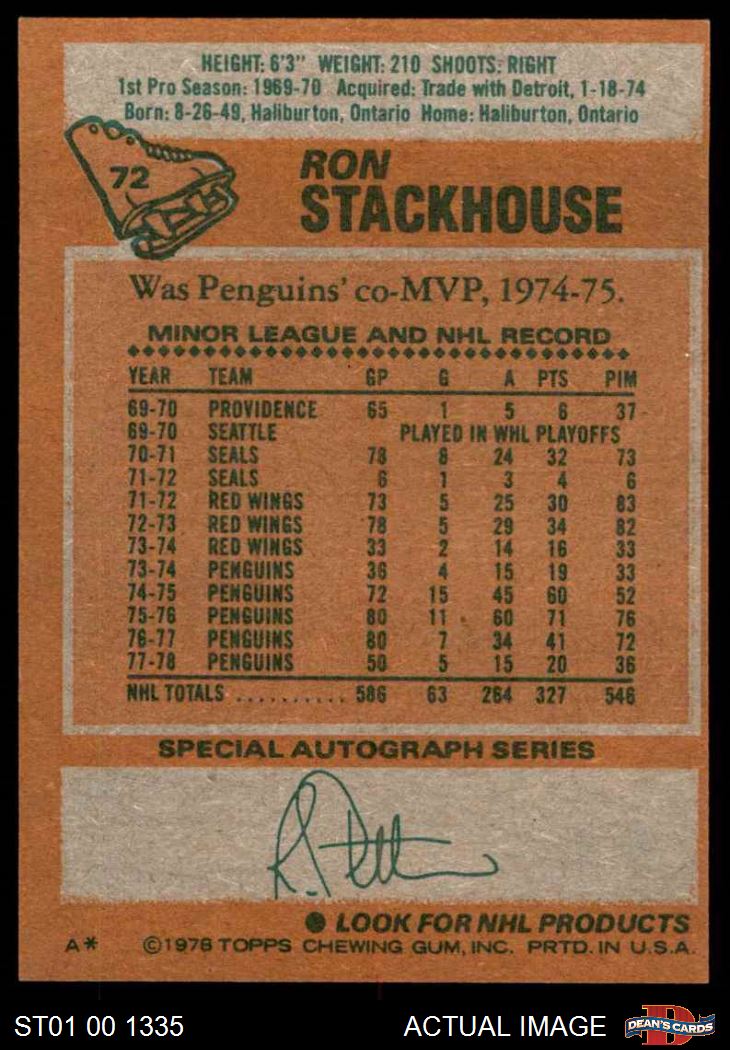 HEIGHT: 6'3" WEIGHT: 210 SHOOTS: RIGHT
1st Pro Season: 1969-70 Acquired: Trade with Detroit, 1-18-74
Born: 8-26-49, Haliburton, Ontario Home: Haliburton, Ontario
72
RON
STACKHOUSE
Was Penguins' co-MVP, 1974-75.
MINOR LEAGUE AND NHL RECORD
YEAR TEAM GP G A PTS PIM
69-70 PROVIDENCE 65 1 5 6 37
69-70 SEATTLE PLAYED IN WHL PLAYOFFS
70-71 SEALS 78 8 24 32 73
71-72 SEALS 6 1 3 4 6
71-72 RED WINGS 73 5 25 30 83
72-73 RED WINGS 78 5 29 34 82
73-74 RED WINGS 33 2 14 16 33
73-74 PENGUINS 36 4 15 19 33
74-75 PENGUINS 72 15 45 60 52
75-76 PENGUINS 80 11 60 71 76
76-77 PENGUINS 80 7 34 41 72
77-78 PENGUINS 50 5 15 20 36
NHL TOTALS .......... 586 63 264 327 546
SPECIAL AUTOGRAPH SERIES
● LOOK FOR NHL PRODUCTS
A* ©1978 TOPPS CHEWING GUM, INC. PRTD. IN U.S.A.
ST01 00 1335 ACTUAL IMAGE
D
DEAN'S CARDS